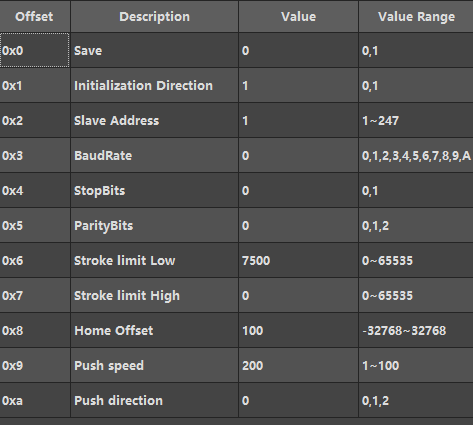 Offset Description Value Value Range
0x0 Save 0 0,1
0x1 Initialization Direction 1 0,1
0x2 Slave Address 1 1~247
0x3 BaudRate 0 0,1,2,3,4,5,6,7,8,9,A
0x4 StopBits 0 0,1
0x5 ParityBits 0 0,1,2
0x6 Stroke limit Low 7500 0~65535
0x7 Stroke limit High 0 0~65535
0x8 Home Offset 100 -32768~32768
0x9 Push speed 200 1~100
0xa Push direction 0 0,1,2